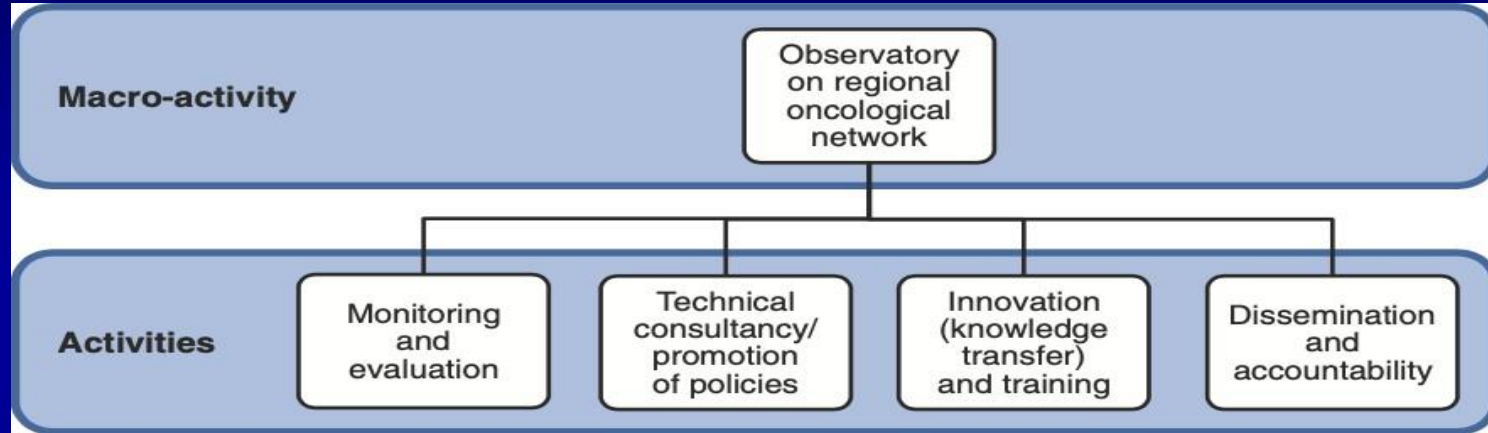 Macro-activity
Observatory
on regional
oncological
network
Activities
Monitoring
and
evaluation
Technical
consultancy/
promotion
of policies
Innovation
(knowledge
transfer)
and training
Dissemination
and
accountability